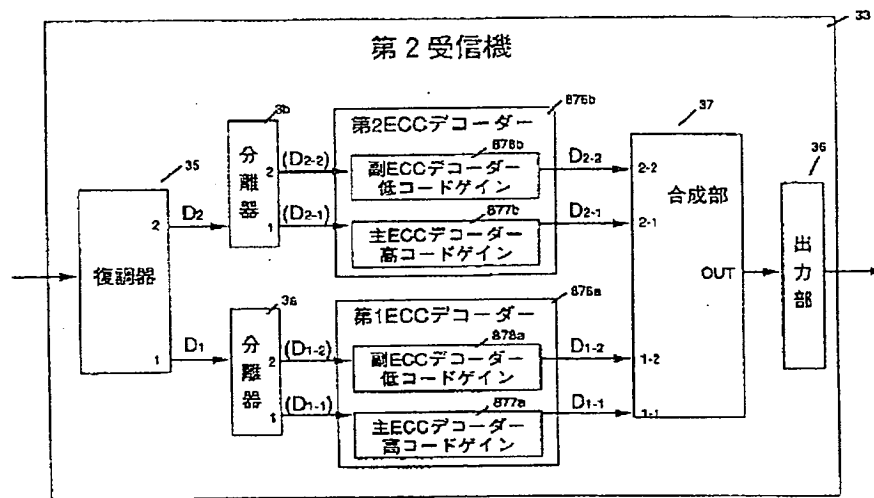 33
第2受信機
876b
3b
第2ECCデコーダー
37
分離器
2
1
(D2-2)
878b
副ECCデコーダー
低コードゲイン
D2-2
2-2
36
35
D2
2
(D2-1)
877b
主ECCデコーダー
高コードゲイン
D2-1
2-1
合成部
復調器
OUT
出力部
3a
876a
第1ECCデコーダー
D1
1
分離器
2
1
(D1-2)
878a
副ECCデコーダー
低コードゲイン
D1-2
1-2
(D1-1)
877a
主ECCデコーダー
高コードゲイン
D1-1
1-1